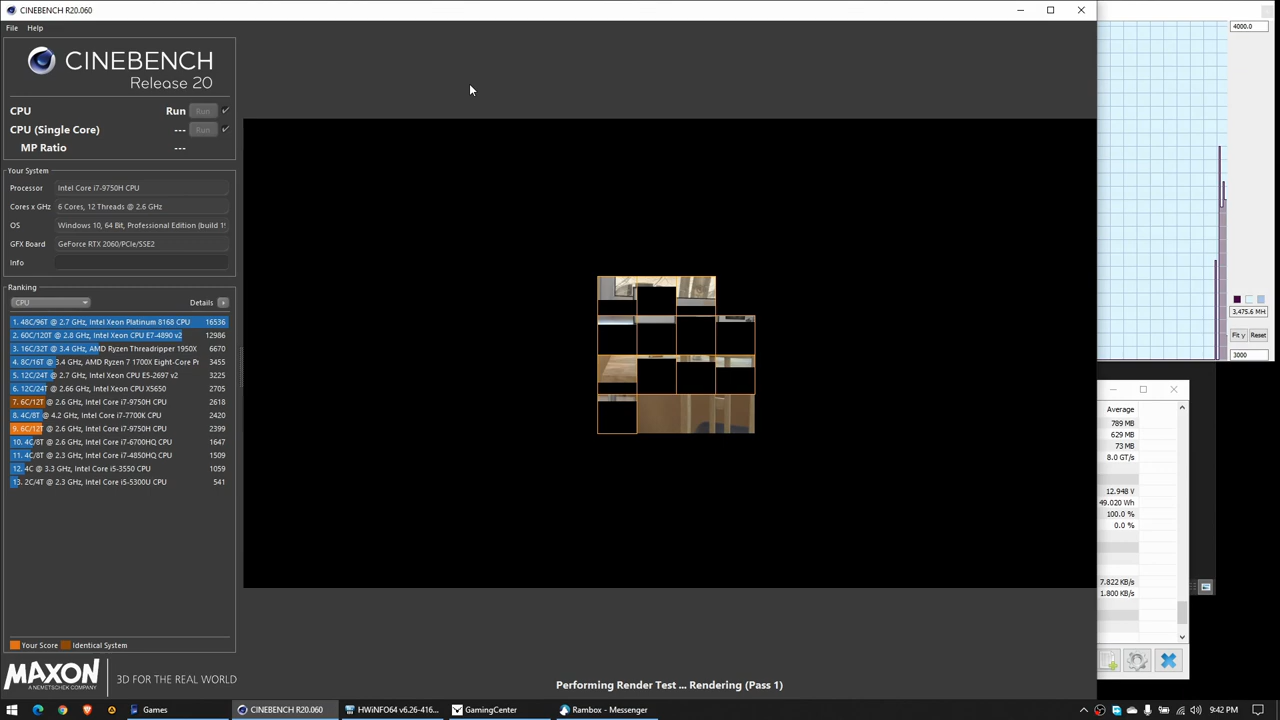 CINEBENCH R20.060
File Help
CINEBENCH
Release 20
CPU Run Run
CPU (Single Core) --- Run
MP Ratio ---
Your System
Processor Intel Core i7-9750H CPU
Cores x GHz 6 Cores, 12 Threads @ 2.6 GHz
OS Windows 10, 64 Bit, Professional Edition (build 1
GFX Board GeForce RTX 2060/PCIe/SSE2
Info
Ranking
CPU Details
1. 48C/96T @ 2.7 GHz, Intel Xeon Platinum 8168 CPU 16536
2. 60C/120T @ 2.8 GHz, Intel Xeon CPU E7-4890 v2 12986
3. 16C/32T @ 3.4 GHz, AMD Ryzen Threadripper 1950X 6670
4. 8C/16T @ 3.4 GHz, AMD Ryzen 7 1700X Eight-Core Pr 3455
5. 12C/24T @ 2.7 GHz, Intel Xeon CPU E5-2697 v2 3225
6. 12C/24T @ 2.66 GHz, Intel Xeon CPU X5650 2705
7. 6C/12T @ 2.6 GHz, Intel Core i7-9750H CPU 2618
8. 4C/8T @ 4.2 GHz, Intel Core i7-7700K CPU 2420
9. 6C/12T @ 2.6 GHz, Intel Core i7-9750H CPU 2399
10. 4C/8T @ 2.6 GHz, Intel Core i7-6700HQ CPU 1647
11. 4C/8T @ 2.3 GHz, Intel Core i7-4850HQ CPU 1509
12. 4C @ 3.3 GHz, Intel Core i5-3550 CPU 1059
13. 2C/4T @ 2.3 GHz, Intel Core i5-5300U CPU 541
Your Score Identical System
MAXON
A NEMETSCHEK COMPANY
3D FOR THE REAL WORLD
Performing Render Test ... Rendering (Pass 1)
4000.0
3,475.6 MH
Fit y Reset
3000
Average
789 MB
629 MB
73 MB
8.0 GT/s
12.948 V
49.020 Wh
100.0 %
0.0 %
7.822 KB/s
1.800 KB/s
Games
CINEBENCH R20.060
HWiNFO64 v6.26-416...
GamingCenter
Rambox - Messenger
9:42 PM